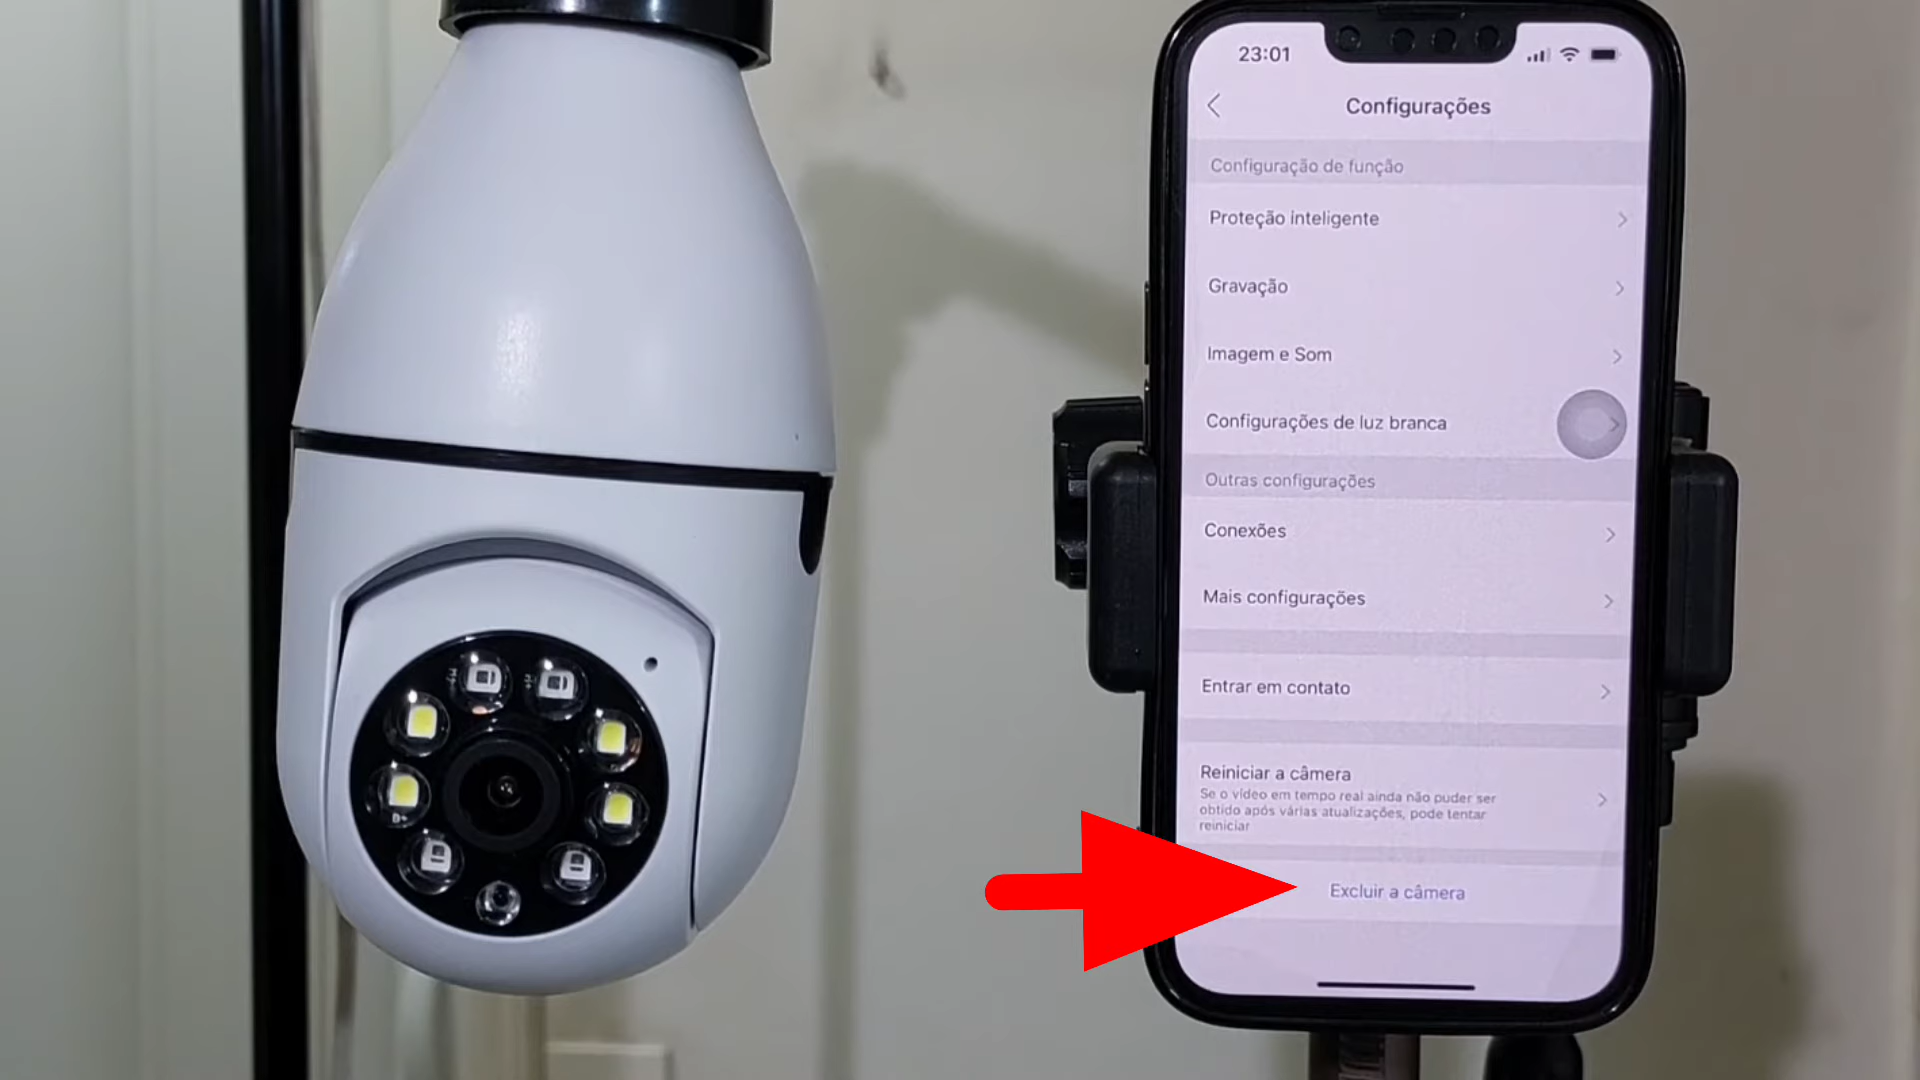 23:01
Configurações
Configuração de função
Proteção inteligente
Gravação
Imagem e Som
Configurações de luz branca
Outras configurações
Conexões
Mais configurações
Entrar em contato
Reiniciar a câmera
Se o vídeo em tempo real ainda não puder ser
obtido após várias atualizações, pode tentar
reiniciar
Excluir a câmera